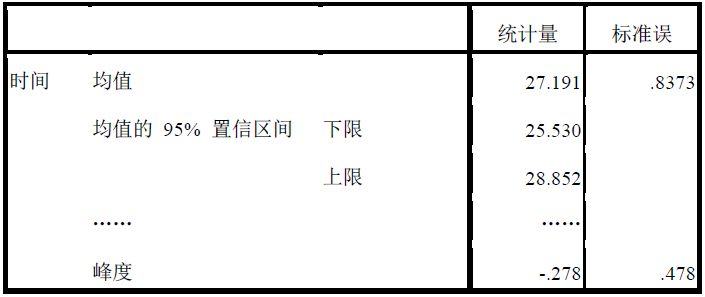 统计量 标准误
时间 均值 27.191 .8373
均值的 95% 置信区间 下限 25.530
上限 28.852
…… ……
峰度 -.278 .478